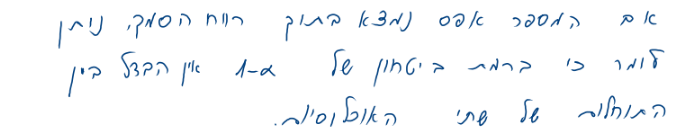 אם המספר אפס נמצא בתוך רווח הסמך, ניתן
לומר כי ברמת ביטחון של 1-α אין הבדל בין
התוחלות של שתי האוכלוסיות.